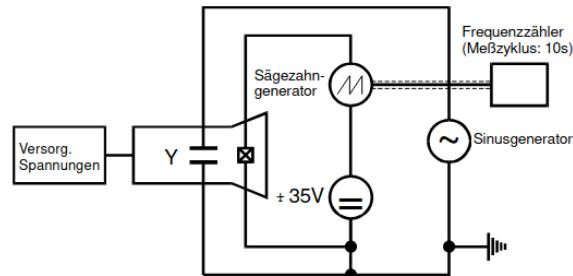 Frequenzzähler
(Meßzyklus: 10s)
Sägezahn-
generator
Versorg.
Spannungen
Y
Sinusgenerator
± 35V